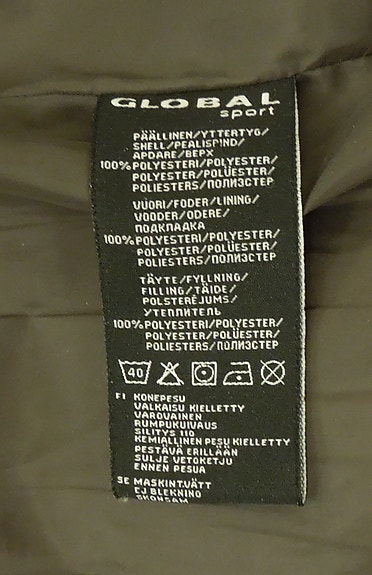 GLOBAL
sport
PÄÄLLINEN/YTTERTYG/
SHELL/PEALISPIND/
APDARE/ВЕРХ
100%POLYESTERI/POLYESTER/
POLYESTER/POLÜESTER/
POLIESTERS/ПОЛИЭСТЕР
VUORI/FODER/LINING/
VOODER/ODERE/
ПОДКЛАДКА
100%POLYESTERI/POLYESTER/
POLYESTER/POLÜESTER/
POLIESTERS/ПОЛИЭСТЕР
TÄYTE/FYLLNING/
FILLING/TÄIDE/
POLSTERĒJUMS/
УТЕПЛИТЕЛЬ
100%POLYESTERI/POLYESTER/
POLYESTER/POLÜESTER/
POLIESTERS/ПОЛИЭСТЕР
40
FI KONEPESU
VALKAISU KIELLETTY
VAROVAINEN
RUMPUKUIVAUS
SILITYS 110
KEMIALLINEN PESU KIELLETTY
PESTÄVÄ ERILLÄÄN
SULJE VETOKETJU
ENNEN PESUA
SE MASKINTVÄTT
EJ BLEKNING
SKONSAM